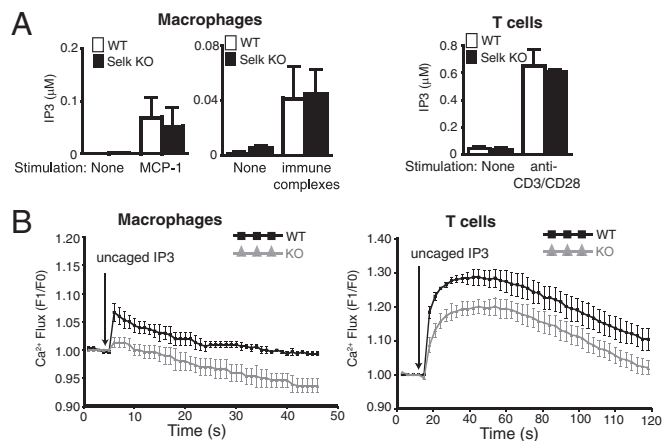 A
Macrophages
T cells
WT
Selk KO
WT
Selk KO
WT
Selk KO
IP3 (μM)
0.2
0.1
0
0.08
0.04
0
IP3 (μM)
0.8
0.6
0.4
0.2
0
Stimulation: None MCP-1
None immune
complexes
Stimulation: None anti-
CD3/CD28
B
Macrophages
T cells
WT
KO
WT
KO
uncaged IP3
uncaged IP3
Ca²⁺ Flux (F1/F0)
1.20
1.15
1.10
1.05
1.00
0.95
0.90
0 10 20 30 40 50
Time (s)
Ca²⁺ Flux (F1/F0)
1.40
1.30
1.20
1.10
1.00
0.90
0 20 40 60 80 100 120
Time (s)